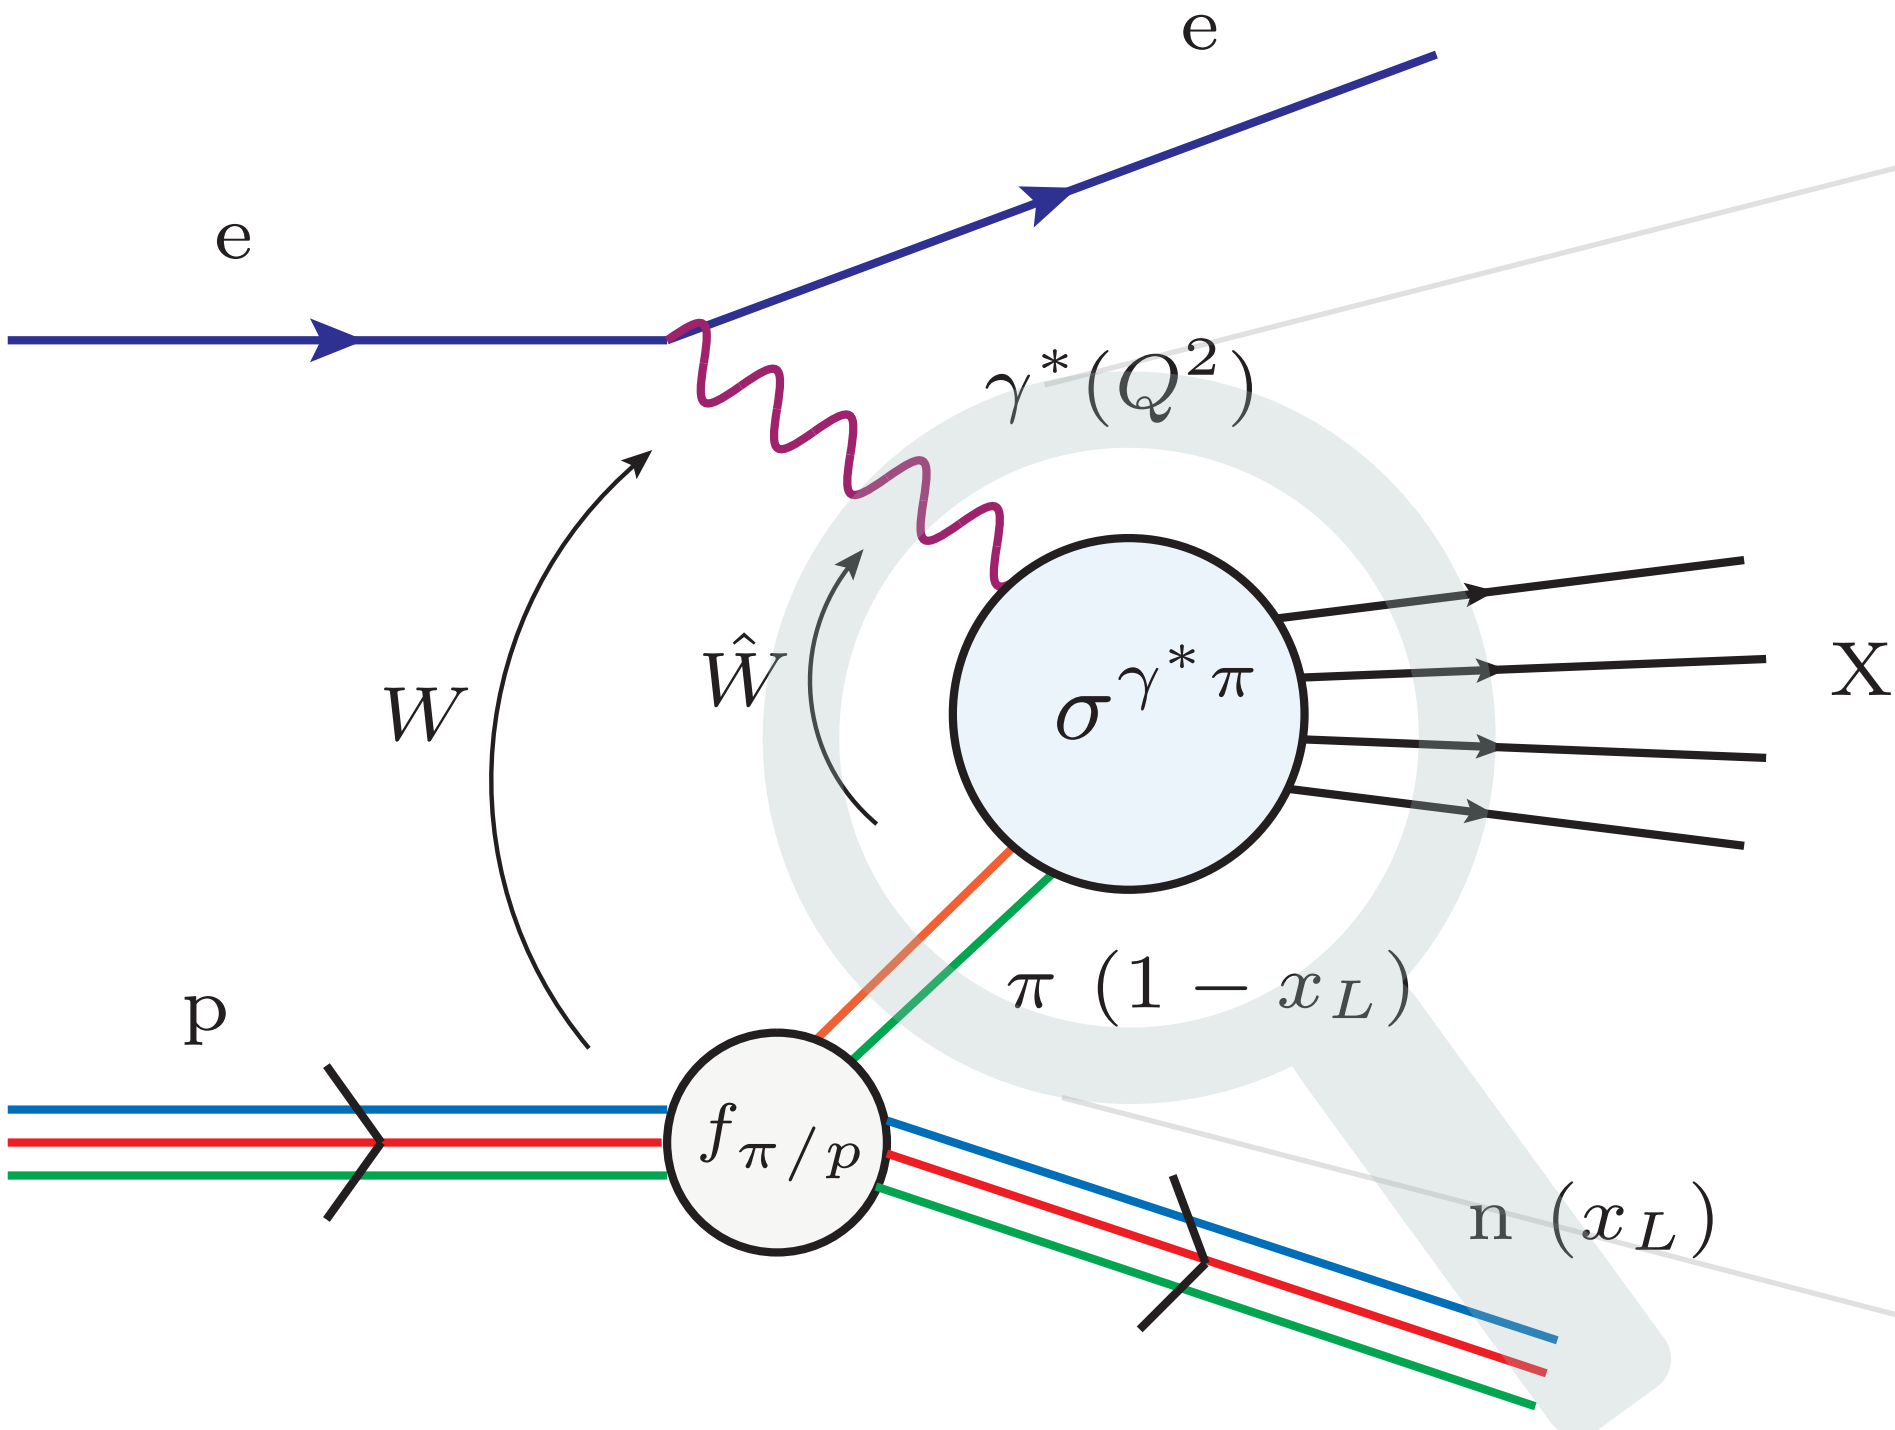 e
e
γ*(Q²)
Ŵ
W
σ^{γ*π}
X
p
π (1 − x_L)
f_{π/p}
n (x_L)